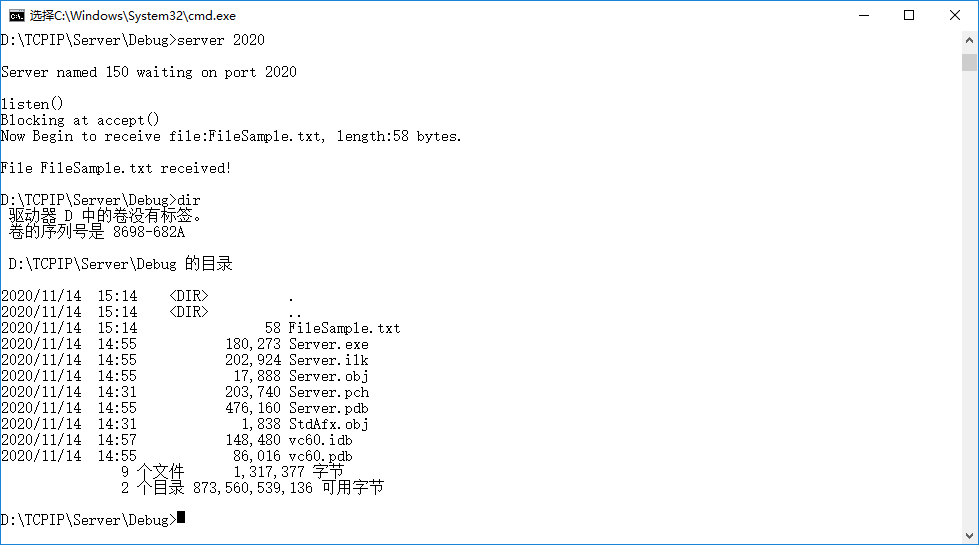 选择C:\Windows\System32\cmd.exe
D:\TCPIP\Server\Debug>server 2020
Server named 150 waiting on port 2020
listen()
Blocking at accept()
Now Begin to receive file:FileSample.txt, length:58 bytes.
File FileSample.txt received!
D:\TCPIP\Server\Debug>dir
驱动器 D 中的卷没有标签。
卷的序列号是 8698-682A
D:\TCPIP\Server\Debug 的目录
2020/11/14  15:14    <DIR>          .
2020/11/14  15:14    <DIR>          ..
2020/11/14  15:14                58 FileSample.txt
2020/11/14  14:55           180,273 Server.exe
2020/11/14  14:55           202,924 Server.ilk
2020/11/14  14:55            17,888 Server.obj
2020/11/14  14:31           203,740 Server.pch
2020/11/14  14:55           476,160 Server.pdb
2020/11/14  14:31             1,838 StdAfx.obj
2020/11/14  14:57           148,480 vc60.idb
2020/11/14  14:55            86,016 vc60.pdb
9 个文件      1,317,377 字节
2 个目录 873,560,539,136 可用字节
D:\TCPIP\Server\Debug>